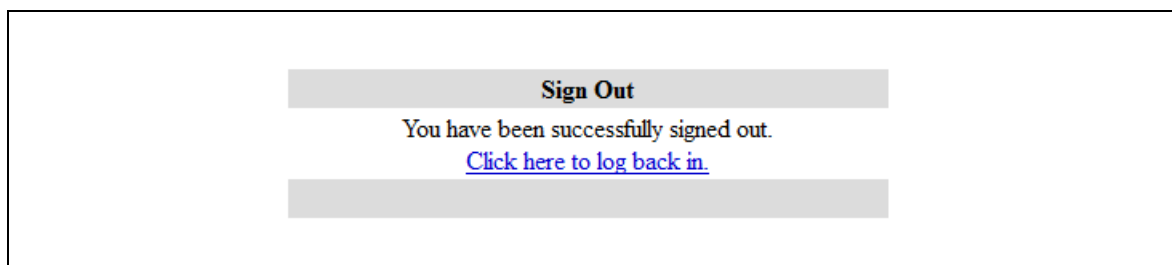 Sign Out
You have been successfully signed out.
Click here to log back in.